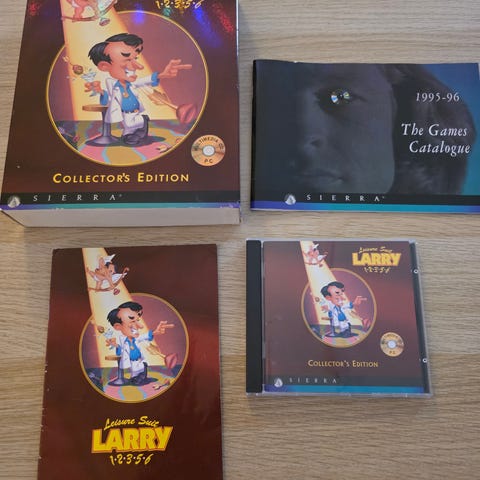 1·2·3·5·6
MULTIMEDIA
PC
COLLECTOR'S EDITION
SIERRA®
1995-96
The Games
Catalogue
SIERRA®
Leisure Suit
LARRY
1·2·3·5·6
Leisure Suit
LARRY
1·2·3·5·6
PC
COLLECTOR'S EDITION
SIERRA